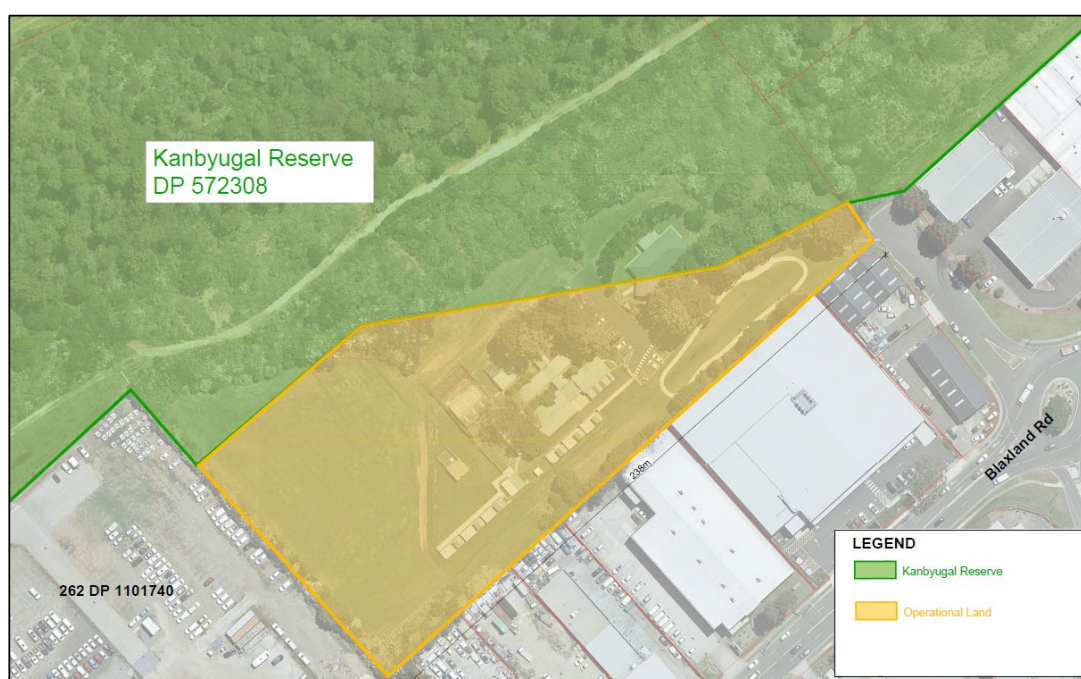 Kanbyugal Reserve
DP 572308
238m
Blaxland Rd
262 DP 1101740
LEGEND
Kanbyugal Reserve
Operational Land